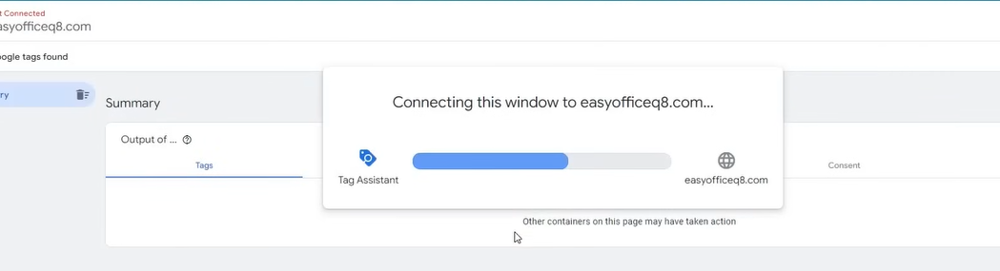 t Connected
asyofficeq8.com
ogle tags found
ry
Summary
Connecting this window to easyofficeq8.com...
Output of ...
Tags
Tag Assistant
easyofficeq8.com
Consent
Other containers on this page may have taken action